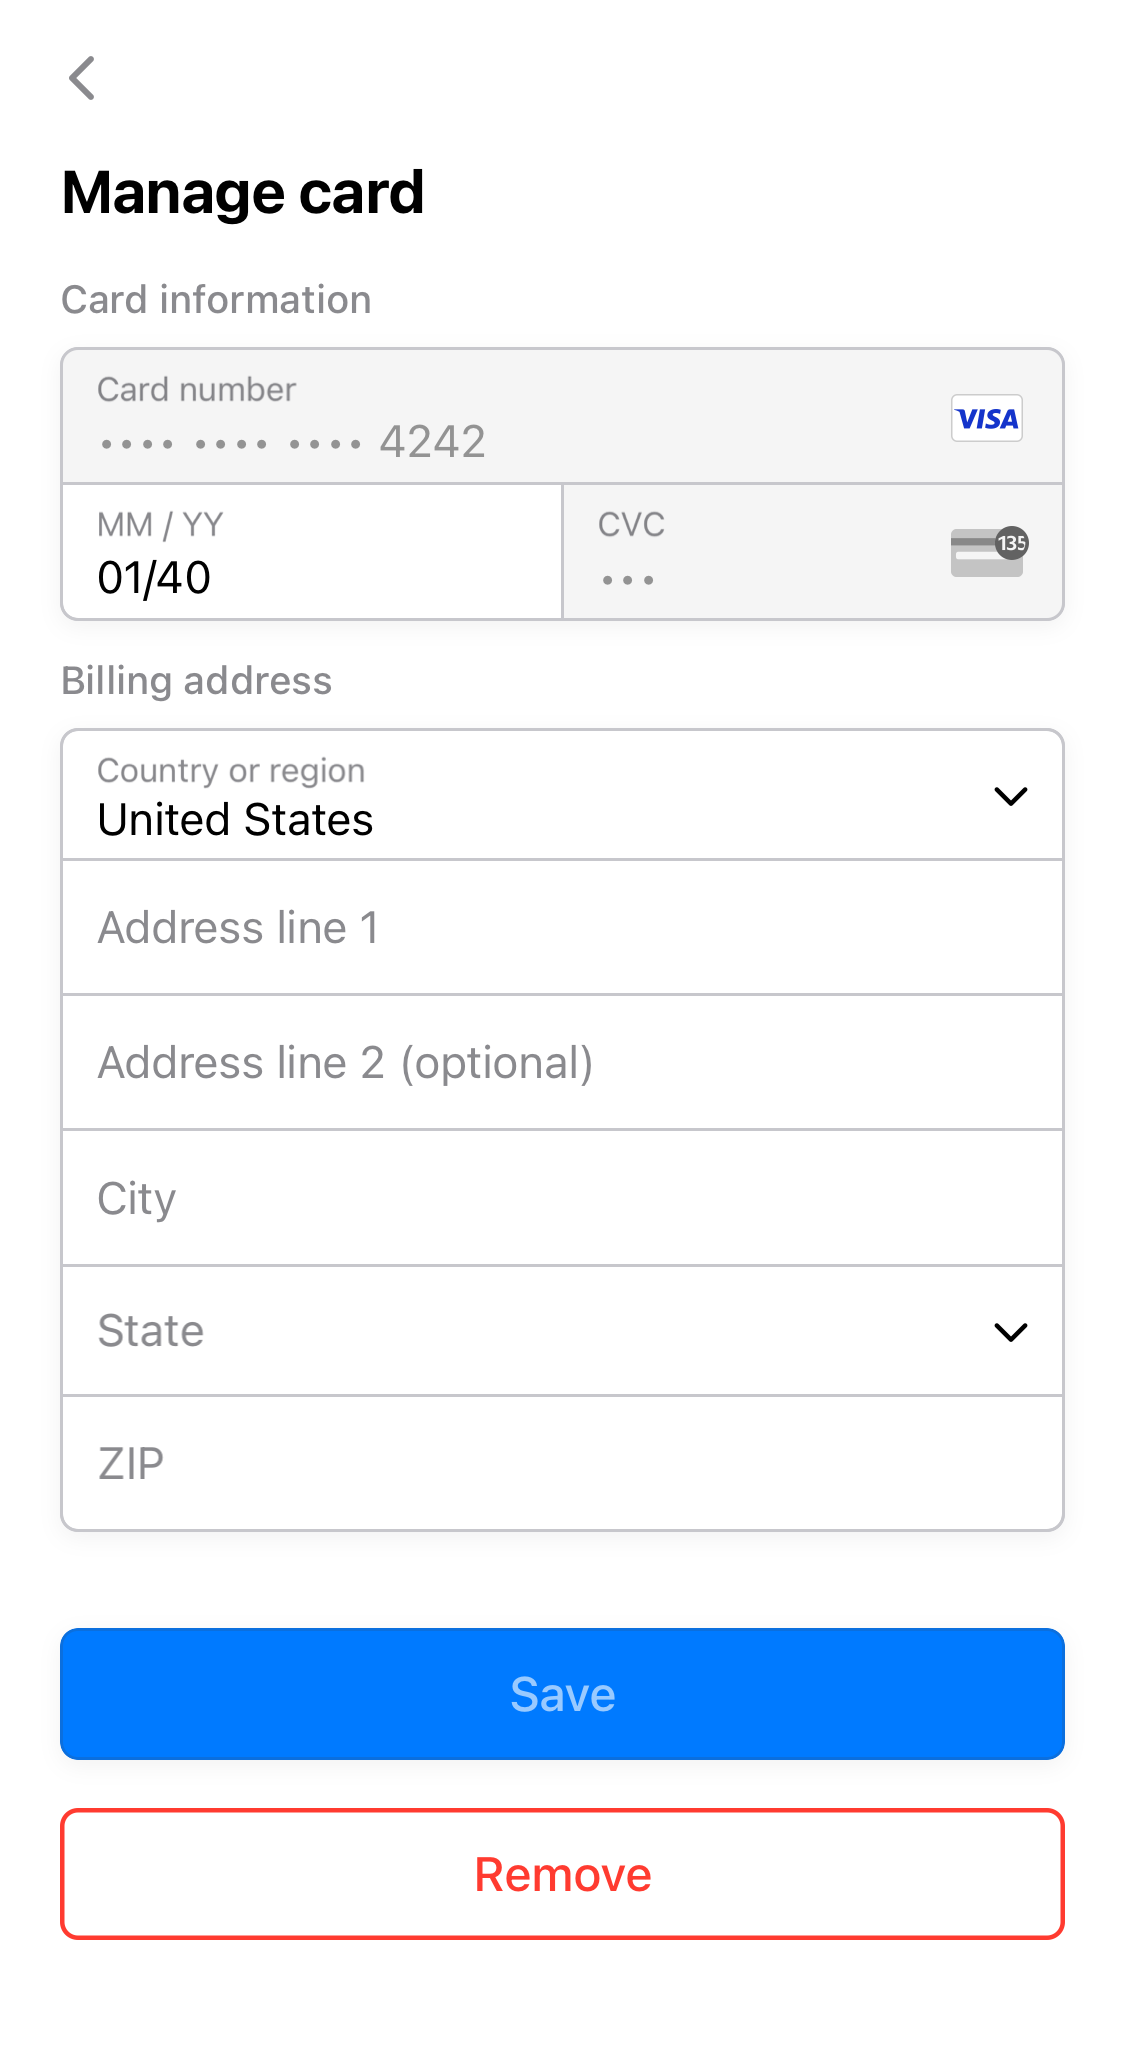 Manage card
Card information
Card number
•••• •••• •••• 4242
VISA
MM / YY
01/40
CVC
•••
135
Billing address
Country or region
United States
Address line 1
Address line 2 (optional)
City
State
ZIP
Save
Remove